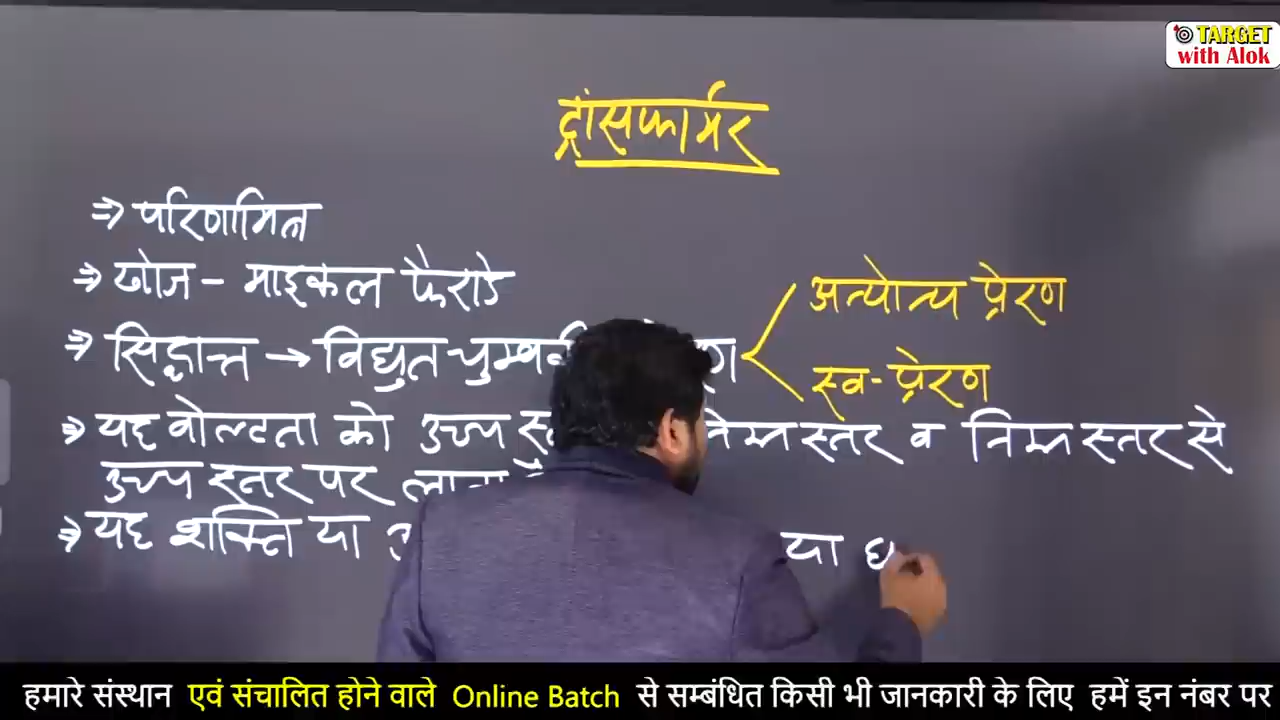 TARGET
with Alok
ट्रांसफार्मर
⇒ परिणामित्र
⇒ खोज - माइकल फैराडे
⇒ सिद्धान्त → विद्युत चुम्बकी
अन्योन्य प्रेरण
स्व-प्रेरण
⇒ यह वोल्टता को उच्च निम्न स्तर व निम्न स्तर से
उच्च स्तर पर लाता
⇒ यह शक्ति या या
हमारे संस्थान एवं संचालित होने वाले Online Batch से सम्बंधित किसी भी जानकारी के लिए हमें इन नंबर पर